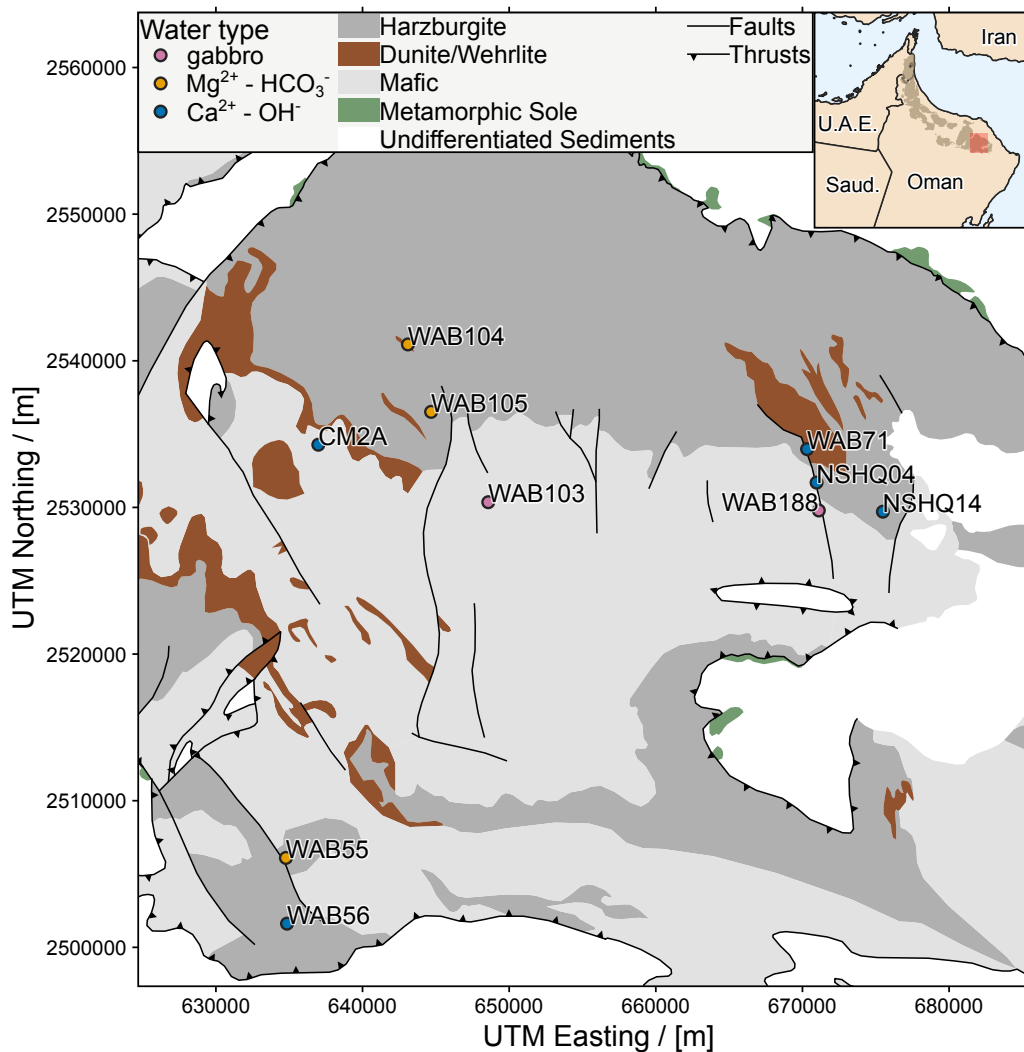 Water type
gabbro
Mg²⁺ - HCO₃⁻
Ca²⁺ - OH⁻
Harzburgite
Dunite/Wehrlite
Mafic
Metamorphic Sole
Undifferentiated Sediments
Faults
Thrusts
Iran
U.A.E.
Saud.
Oman
UTM Northing / [m]
2560000
2550000
2540000
2530000
2520000
2510000
2500000
WAB104
WAB105
CM2A
WAB103
WAB71
NSHQ04
WAB188
NSHQ14
WAB55
WAB56
630000
640000
650000
660000
670000
680000
UTM Easting / [m]